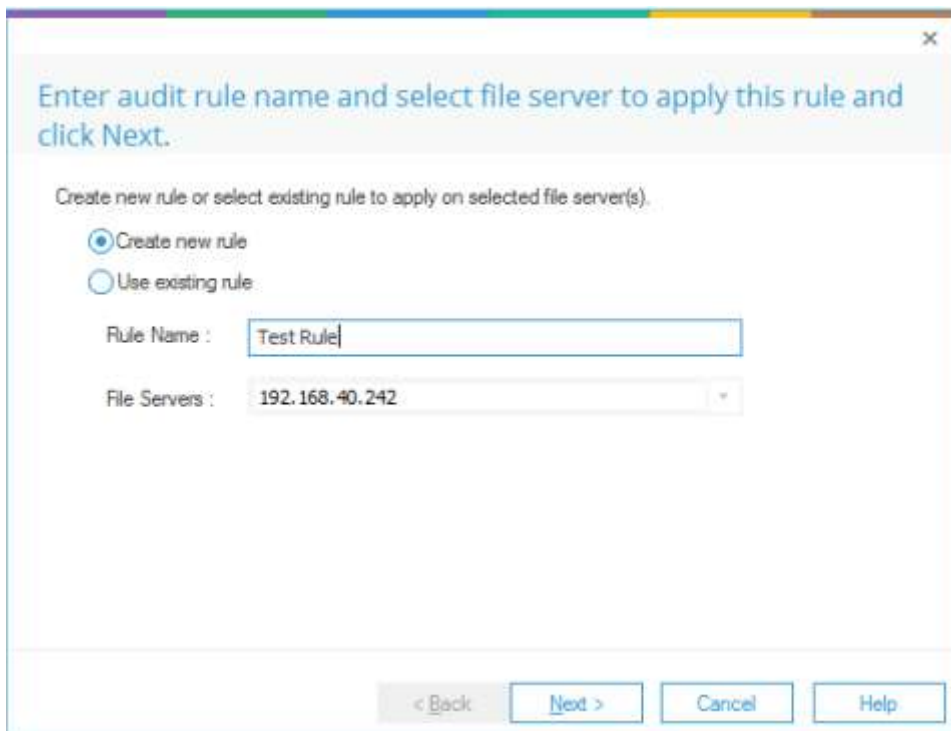 Enter audit rule name and select file server to apply this rule and
click Next.
Create new rule or select existing rule to apply on selected file server(s).
Create new rule
Use existing rule
Rule Name :
Test Rule
File Servers :
192.168.40.242
< Back
Next >
Cancel
Help